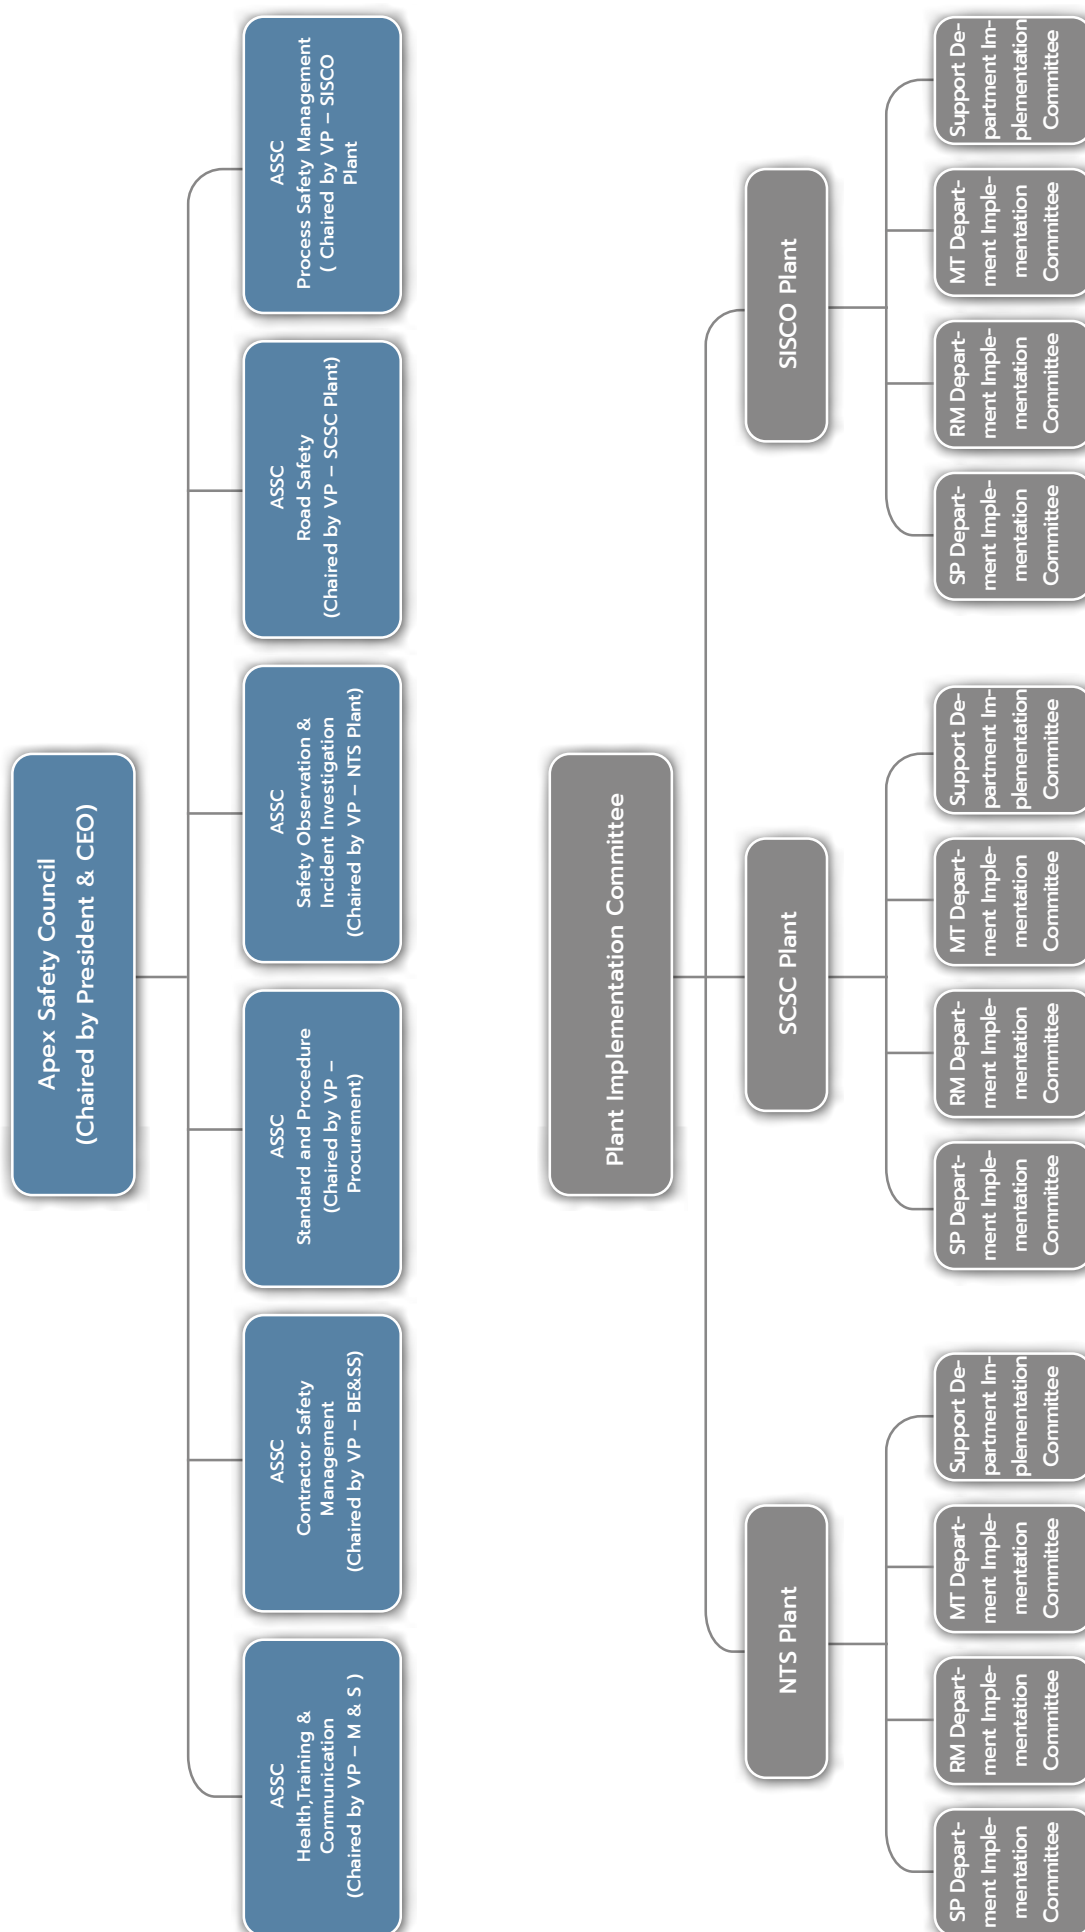 Apex Safety Council
(Chaired by President & CEO)
ASSC
Health,Training &
Communication
(Chaired by VP – M & S )
ASSC
Contractor Safety
Management
(Chaired by VP – BE&SS)
ASSC
Standard and Procedure
(Chaired by VP –
Procurement)
ASSC
Safety Observation &
Incident Investigation
(Chaired by VP – NTS Plant)
ASSC
Road Safety
(Chaired by VP – SCSC Plant)
ASSC
Process Safety Management
( Chaired by VP – SISCO
Plant
Plant Implementation Committee
NTS Plant
SP Depart-
ment Imple-
mentation
Committee
RM Depart-
ment Imple-
mentation
Committee
MT Depart-
ment Imple-
mentation
Committee
Support De-
partment Im-
plementation
Committee
SCSC Plant
SP Depart-
ment Imple-
mentation
Committee
RM Depart-
ment Imple-
mentation
Committee
MT Depart-
ment Imple-
mentation
Committee
Support De-
partment Im-
plementation
Committee
SISCO Plant
SP Depart-
ment Imple-
mentation
Committee
RM Depart-
ment Imple-
mentation
Committee
MT Depart-
ment Imple-
mentation
Committee
Support De-
partment Im-
plementation
Committee